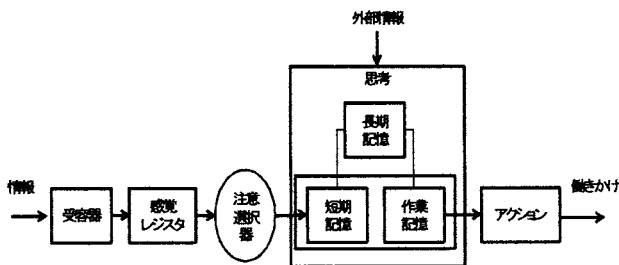 外部情報
思考
長期
記憶
情報
受容器
感覚
レジスタ
注意
選択
器
短期
記憶
作業
記憶
アクション
働きかけ